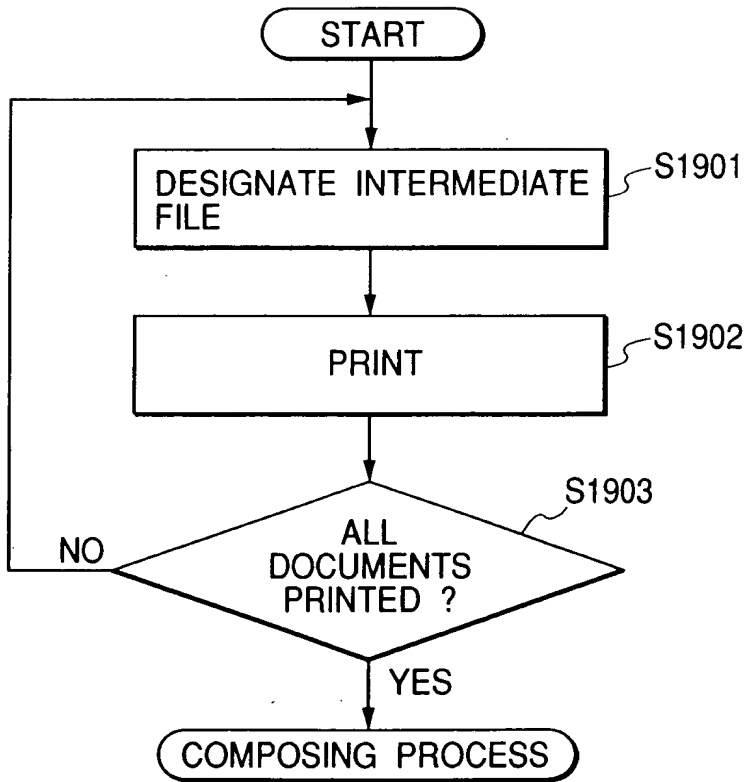 START
DESIGNATE INTERMEDIATE
FILE
S1901
PRINT
S1902
ALL
DOCUMENTS
PRINTED ?
S1903
NO
YES
COMPOSING PROCESS